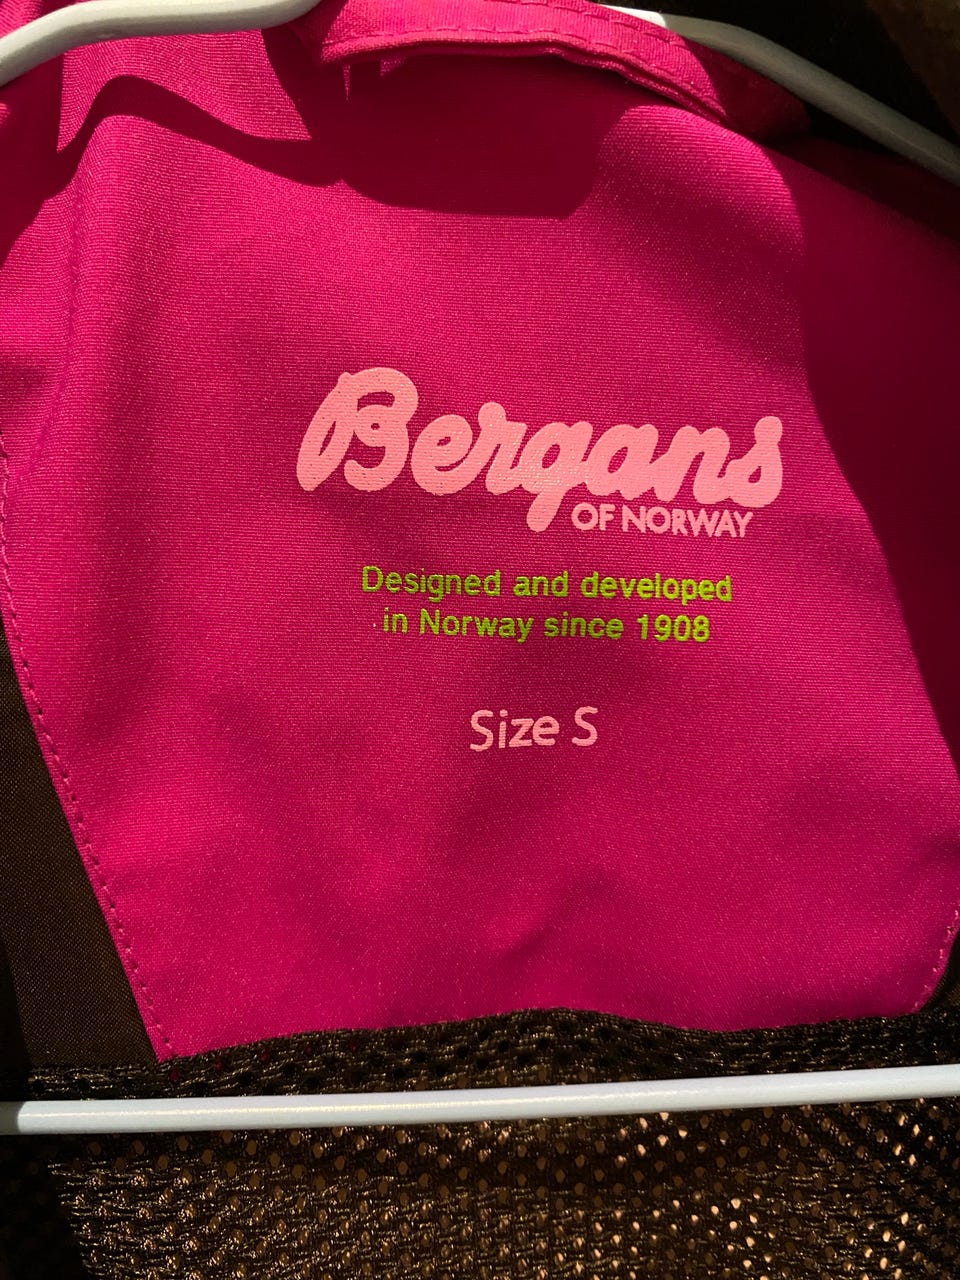 Bergans
OF NORWAY
Designed and developed
in Norway since 1908
Size S